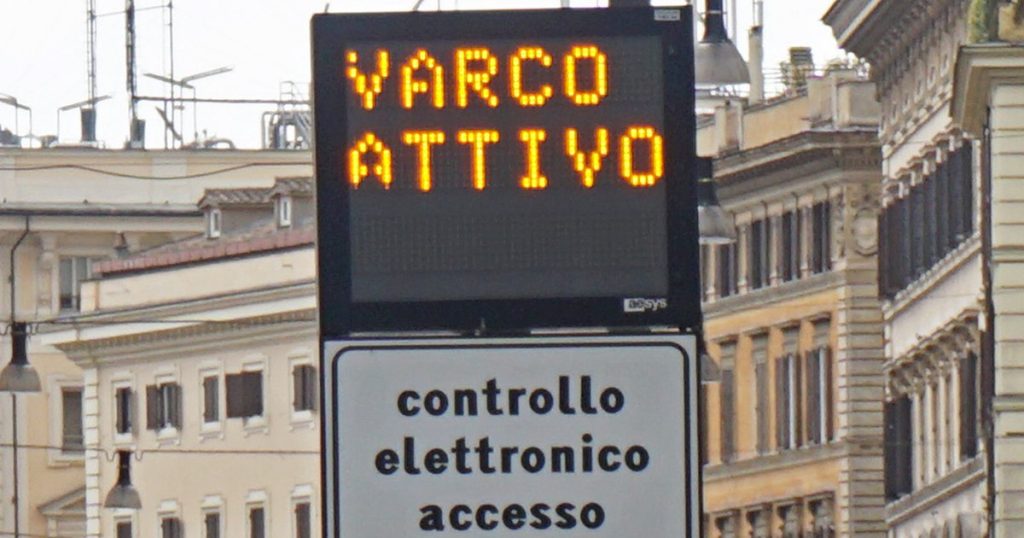 VARCO
ATTIVO
aesys
controllo
elettronico
accesso